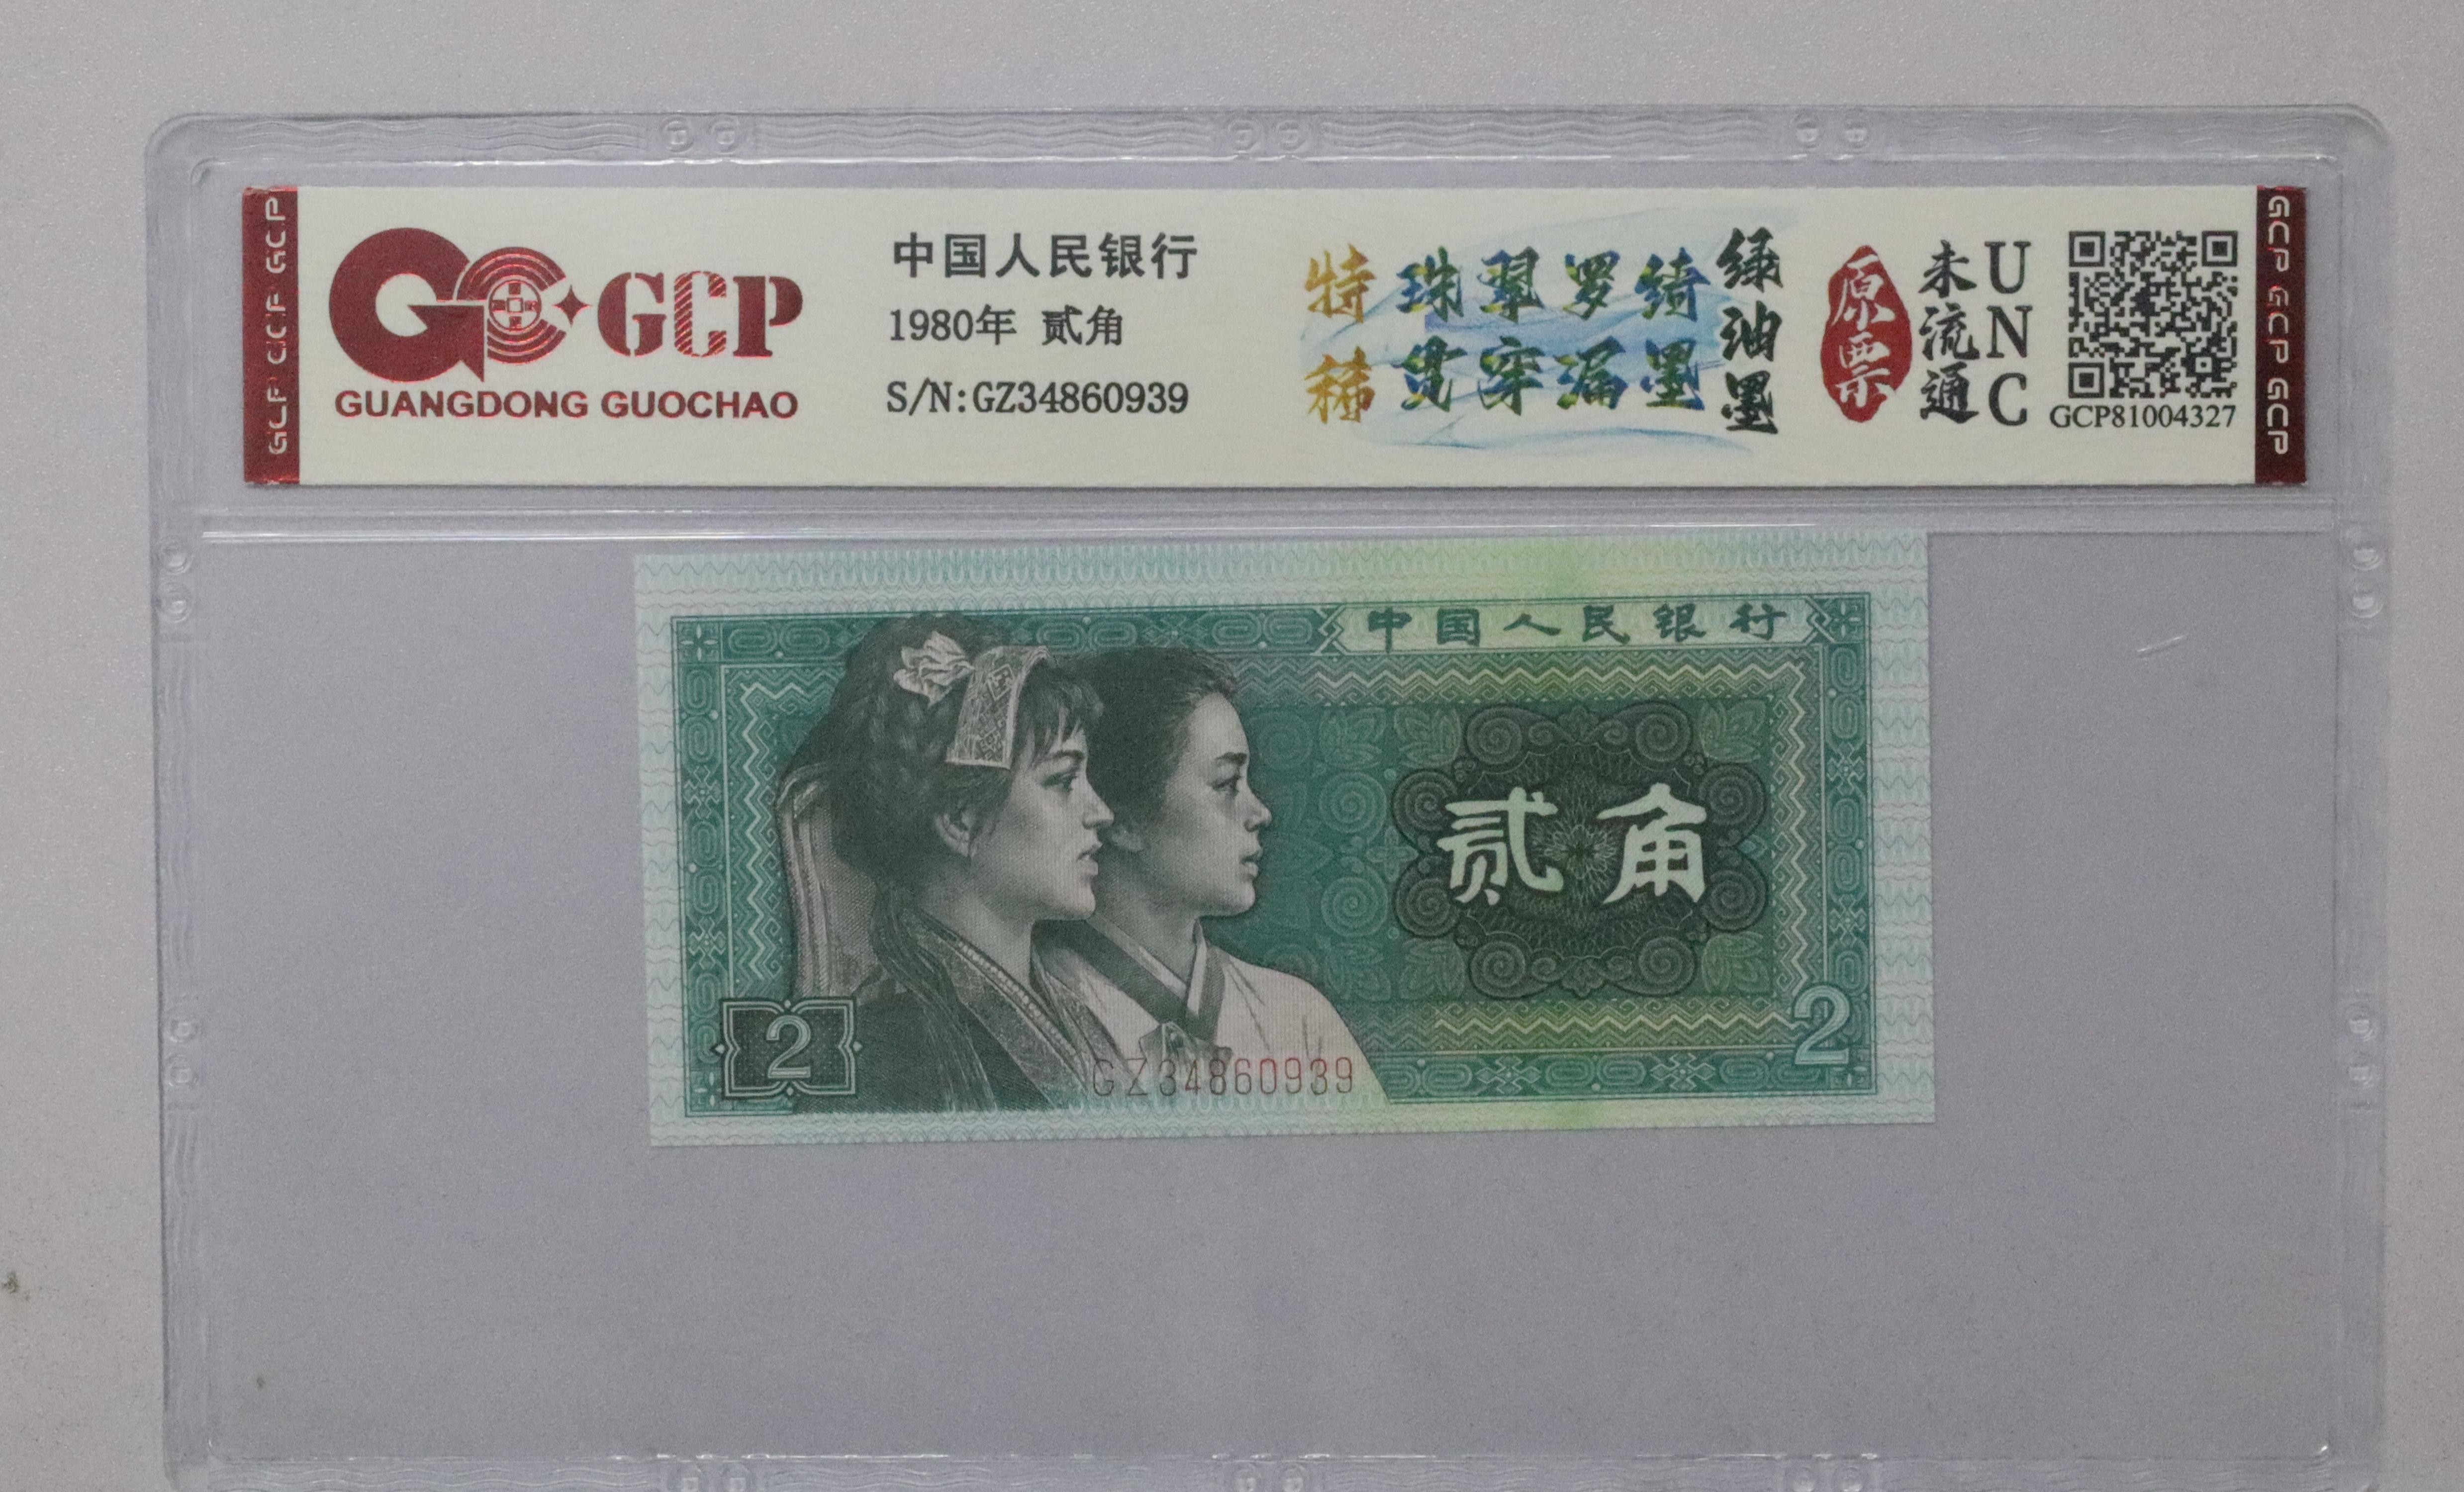 GCP GCP GCP
GCP
GUANGDONG GUOCHAO
中国人民银行
1980年 贰角
S/N:GZ34860939
特稀
珠翠罗绮
贯穿漏墨
绿油墨
原票
未流通
UNC
GCP81004327
GCP GCP GCP
中国人民银行
贰角
2
GZ34860939
2